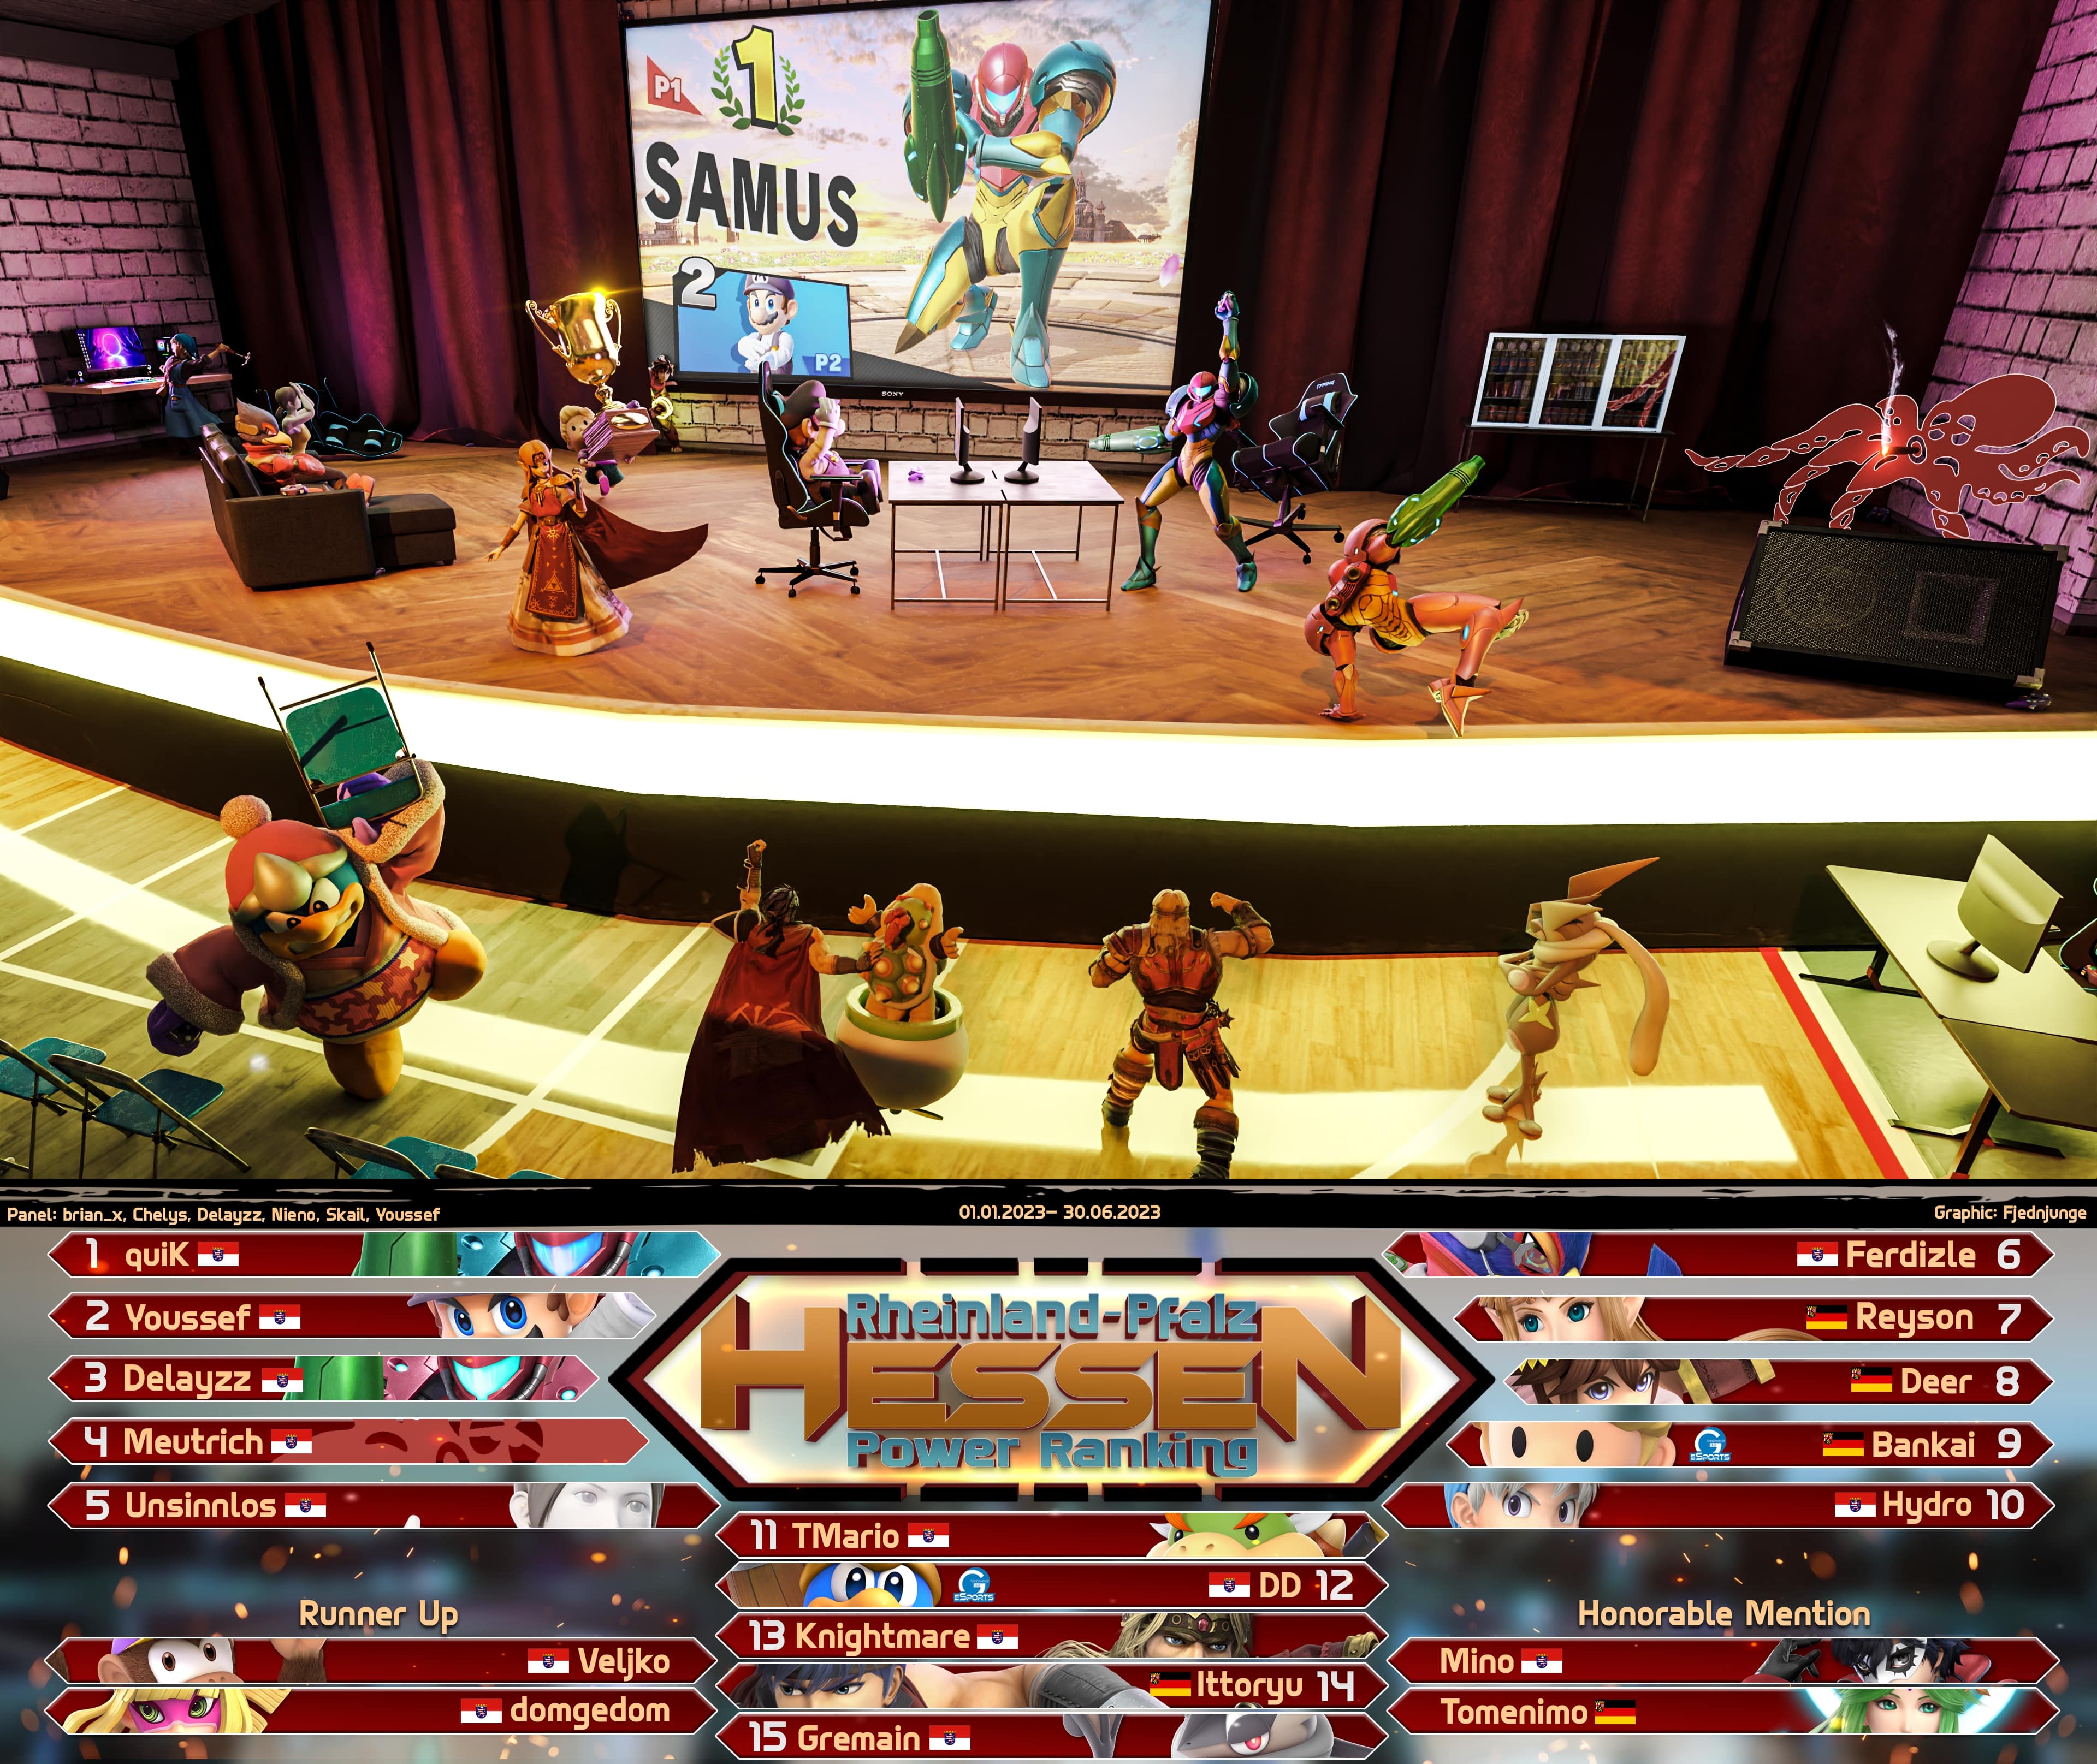 P1
1
SAMUS
2
P2
SONY
Panel: brian_x, Chelys, Delayzz, Nieno, Skail, Youssef
01.01.2023– 30.06.2023
Graphic: Fjednjunge
1 quiK
2 Youssef
3 Delayzz
4 Meutrich
5 Unsinnlos
Rheinland-Pfalz
HESSEN
Power Ranking
Ferdizle 6
Reyson 7
Deer 8
G ESPORTS Bankai 9
Hydro 10
11 TMario
G ESPORTS DD 12
13 Knightmare
Ittoryu 14
15 Gremain
Runner Up
Veljko
domgedom
Honorable Mention
Mino
Tomenimo